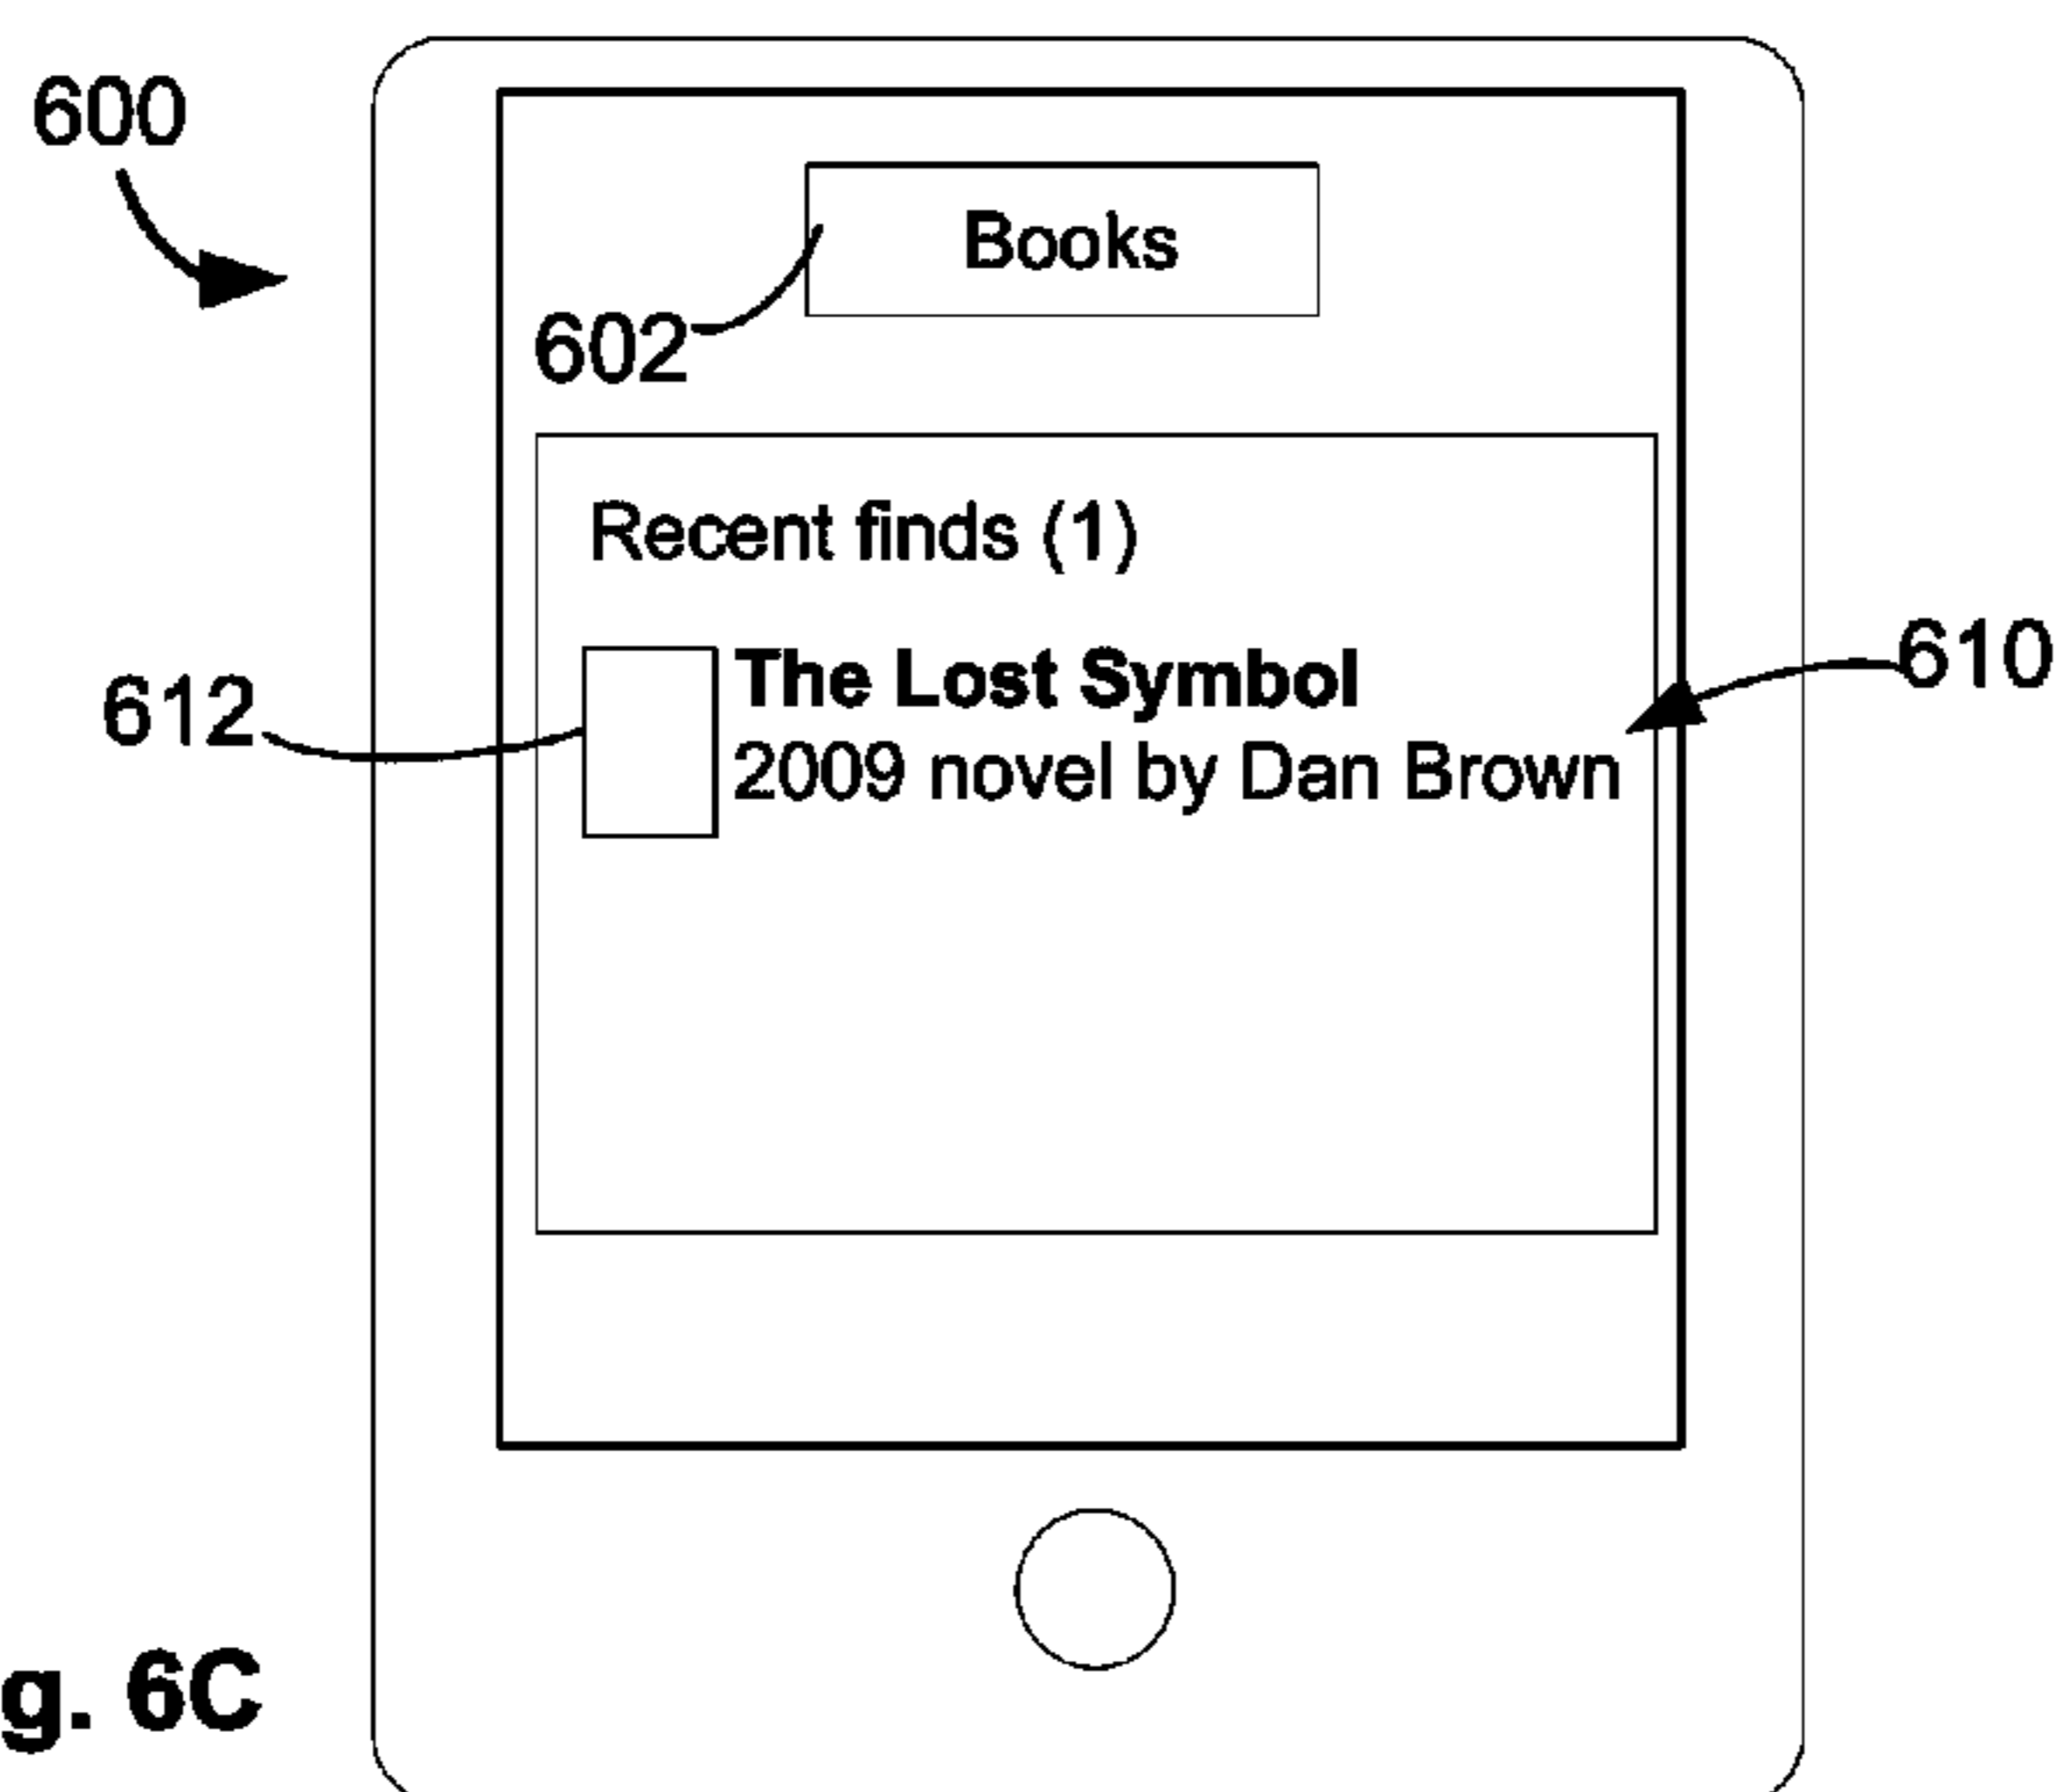 600
Books
602
Recent finds (1)
The Lost Symbol
610
612
2009 novel by Dan Brown
g. 6C